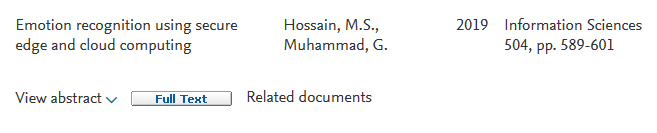 Emotion recognition using secure edge and cloud computing
Hossain, M.S., Muhammad, G.
2019
Information Sciences 504, pp. 589-601
View abstract
Full Text
Related documents